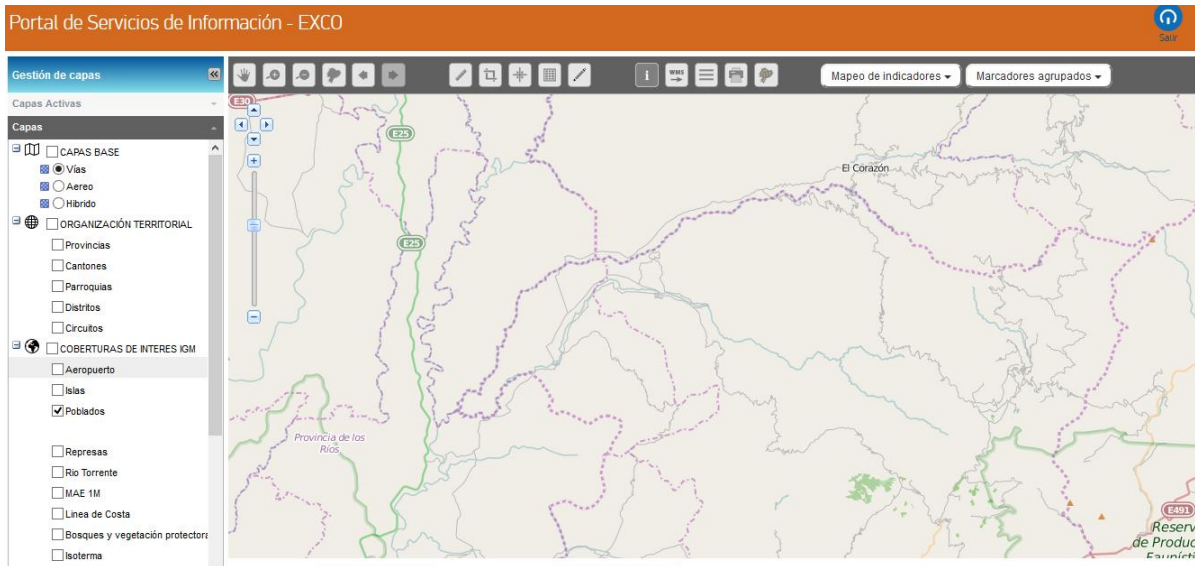 Portal de Servicios de Información - EXCO
Salir
Gestión de capas
i
WMS
Mapeo de indicadores
Marcadores agrupados
Capas Activas
Capas
CAPAS BASE
Vías
Aereo
Hibrido
ORGANIZACIÓN TERRITORIAL
Provincias
Cantones
Parroquias
Distritos
Circuitos
COBERTURAS DE INTERES IGM
Aeropuerto
Islas
Poblados
Represas
Rio Torrente
MAE 1M
Linea de Costa
Bosques y vegetación protectora
Isoterma
E30
E25
El Corazón
E25
Provincia de los
Ríos
E491
Reserv
de Produc
Faunísti